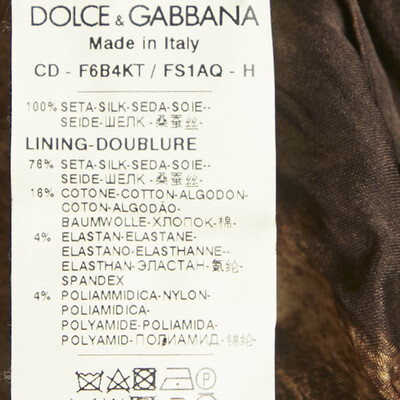 DOLCE & GABBANA
Made in Italy
CD - F6B4KT / FS1AQ - H
100% SETA-SILK-SEDA-SOIE--
SEIDE-ШЕЛК -桑蚕丝-
LINING-DOUBLURE
76% SETA-SILK-SEDA-SOIE--
SEIDE-ШЕЛК -桑蚕丝-
16% COTONE-COTTON-ALGODON-
COTON-ALGODÃO-
BAUMWOLLE-ХЛОПОК-棉-
4% ELASTAN-ELASTANE-
ELASTANO-ELASTHANNE--
ELASTHAN-ЭЛАСТАН-氨纶-
SPANDEX
4% POLIAMMIDICA-NYLON-
POLIAMIDICA-
POLYAMIDE-POLIAMIDA-
POLYAMID-ПОЛИАМИД-锦纶-